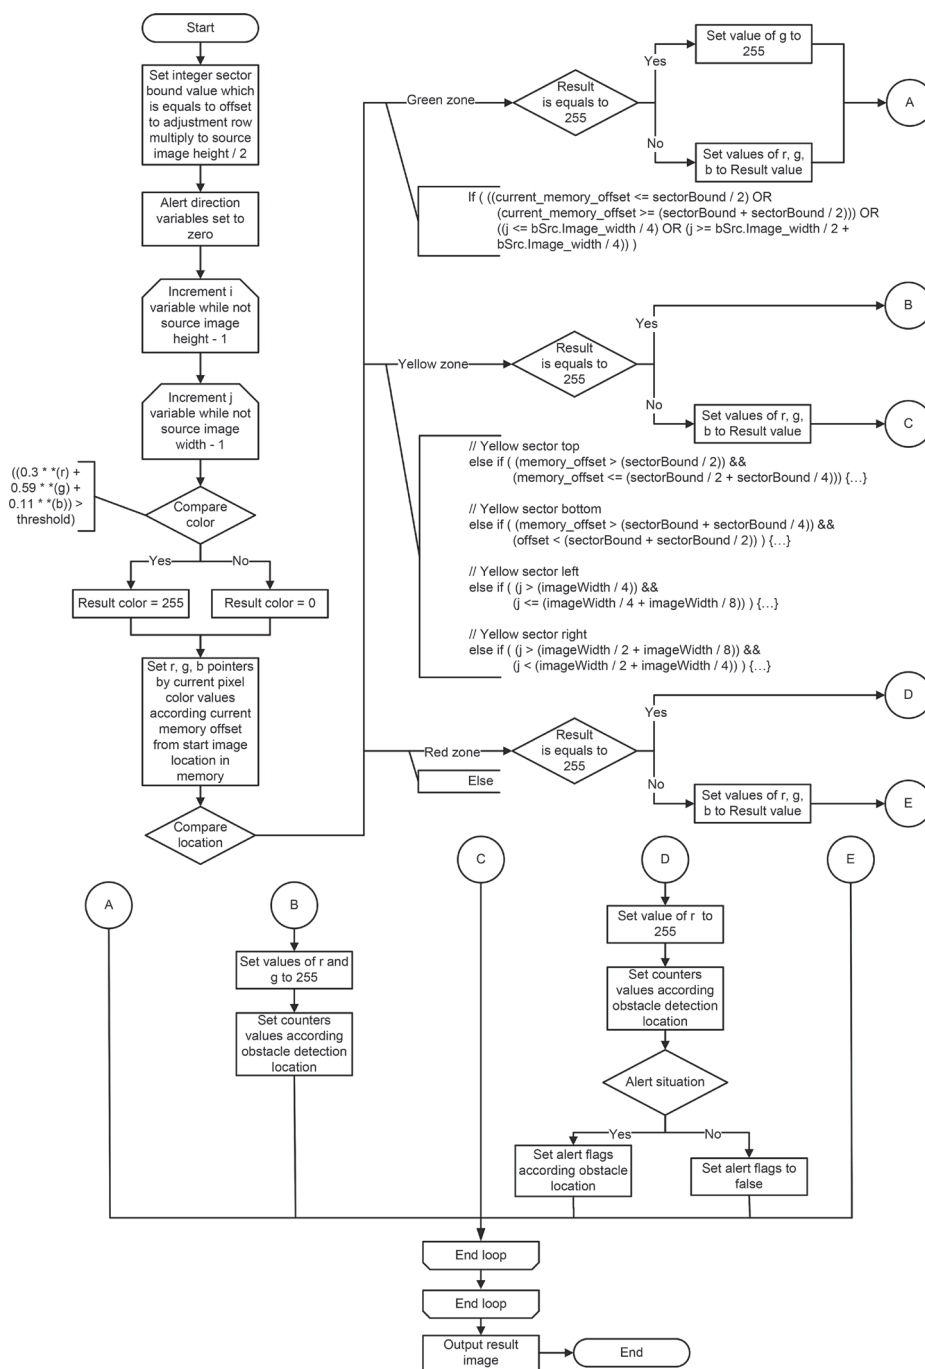 Start
Set integer sector
bound value which
is equals to offset
to adjustment row
multiply to source
image height / 2
Alert direction
variables set to
zero
Increment i
variable while not
source image
height - 1
Increment j
variable while not
source image
width - 1
((0.3 * *(r) +
0.59 * *(g) +
0.11 * *(b)) >
threshold)
Compare
color
Yes
No
Result color = 255
Result color = 0
Set r, g, b pointers
by current pixel
color values
according current
memory offset
from start image
location in
memory
Compare
location
Green zone
Result
is equals to
255
Yes
Set value of g to
255
No
Set values of r, g,
b to Result value
A
If ( ((current_memory_offset <= sectorBound / 2) OR
(current_memory_offset >= (sectorBound + sectorBound / 2))) OR
((j <= bSrc.Image_width / 4) OR (j >= bSrc.Image_width / 2 +
bSrc.Image_width / 4)) )
Yellow zone
Result
is equals to
255
Yes
B
No
Set values of r, g,
b to Result value
C
// Yellow sector top
else if ( (memory_offset > (sectorBound / 2)) &&
(memory_offset <= (sectorBound / 2 + sectorBound / 4))) {…}
// Yellow sector bottom
else if ( (memory_offset > (sectorBound + sectorBound / 4)) &&
(offset < (sectorBound + sectorBound / 2)) ) {…}
// Yellow sector left
else if ( (j > (imageWidth / 4)) &&
(j <= (imageWidth / 4 + imageWidth / 8)) ) {…}
// Yellow sector right
else if ( (j > (imageWidth / 2 + imageWidth / 8)) &&
(j < (imageWidth / 2 + imageWidth / 4)) ) {…}
Red zone
Else
Result
is equals to
255
Yes
D
No
Set values of r, g,
b to Result value
E
A
B
Set values of r and
g to 255
Set counters
values according
obstacle detection
location
C
D
Set value of r to
255
Set counters
values according
obstacle detection
location
Alert situation
Yes
No
Set alert flags
according obstacle
location
Set alert flags to
false
E
End loop
End loop
Output result
image
End